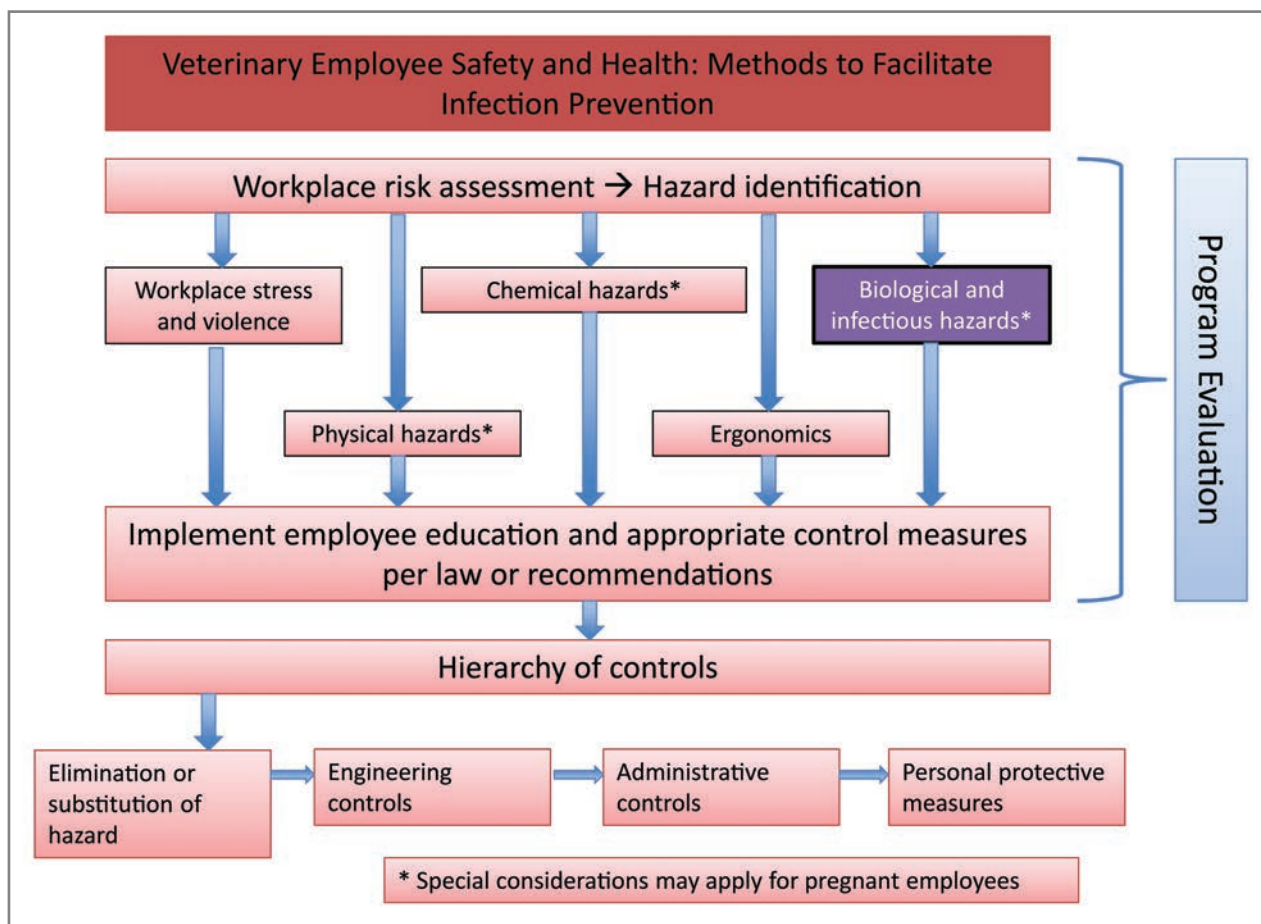 Veterinary Employee Safety and Health: Methods to Facilitate
Infection Prevention
Workplace risk assessment → Hazard identification
Workplace stress
and violence
Chemical hazards*
Biological and
infectious hazards*
Physical hazards*
Ergonomics
Implement employee education and appropriate control measures
per law or recommendations
Program Evaluation
Hierarchy of controls
Elimination or
substitution of
hazard
Engineering
controls
Administrative
controls
Personal protective
measures
* Special considerations may apply for pregnant employees